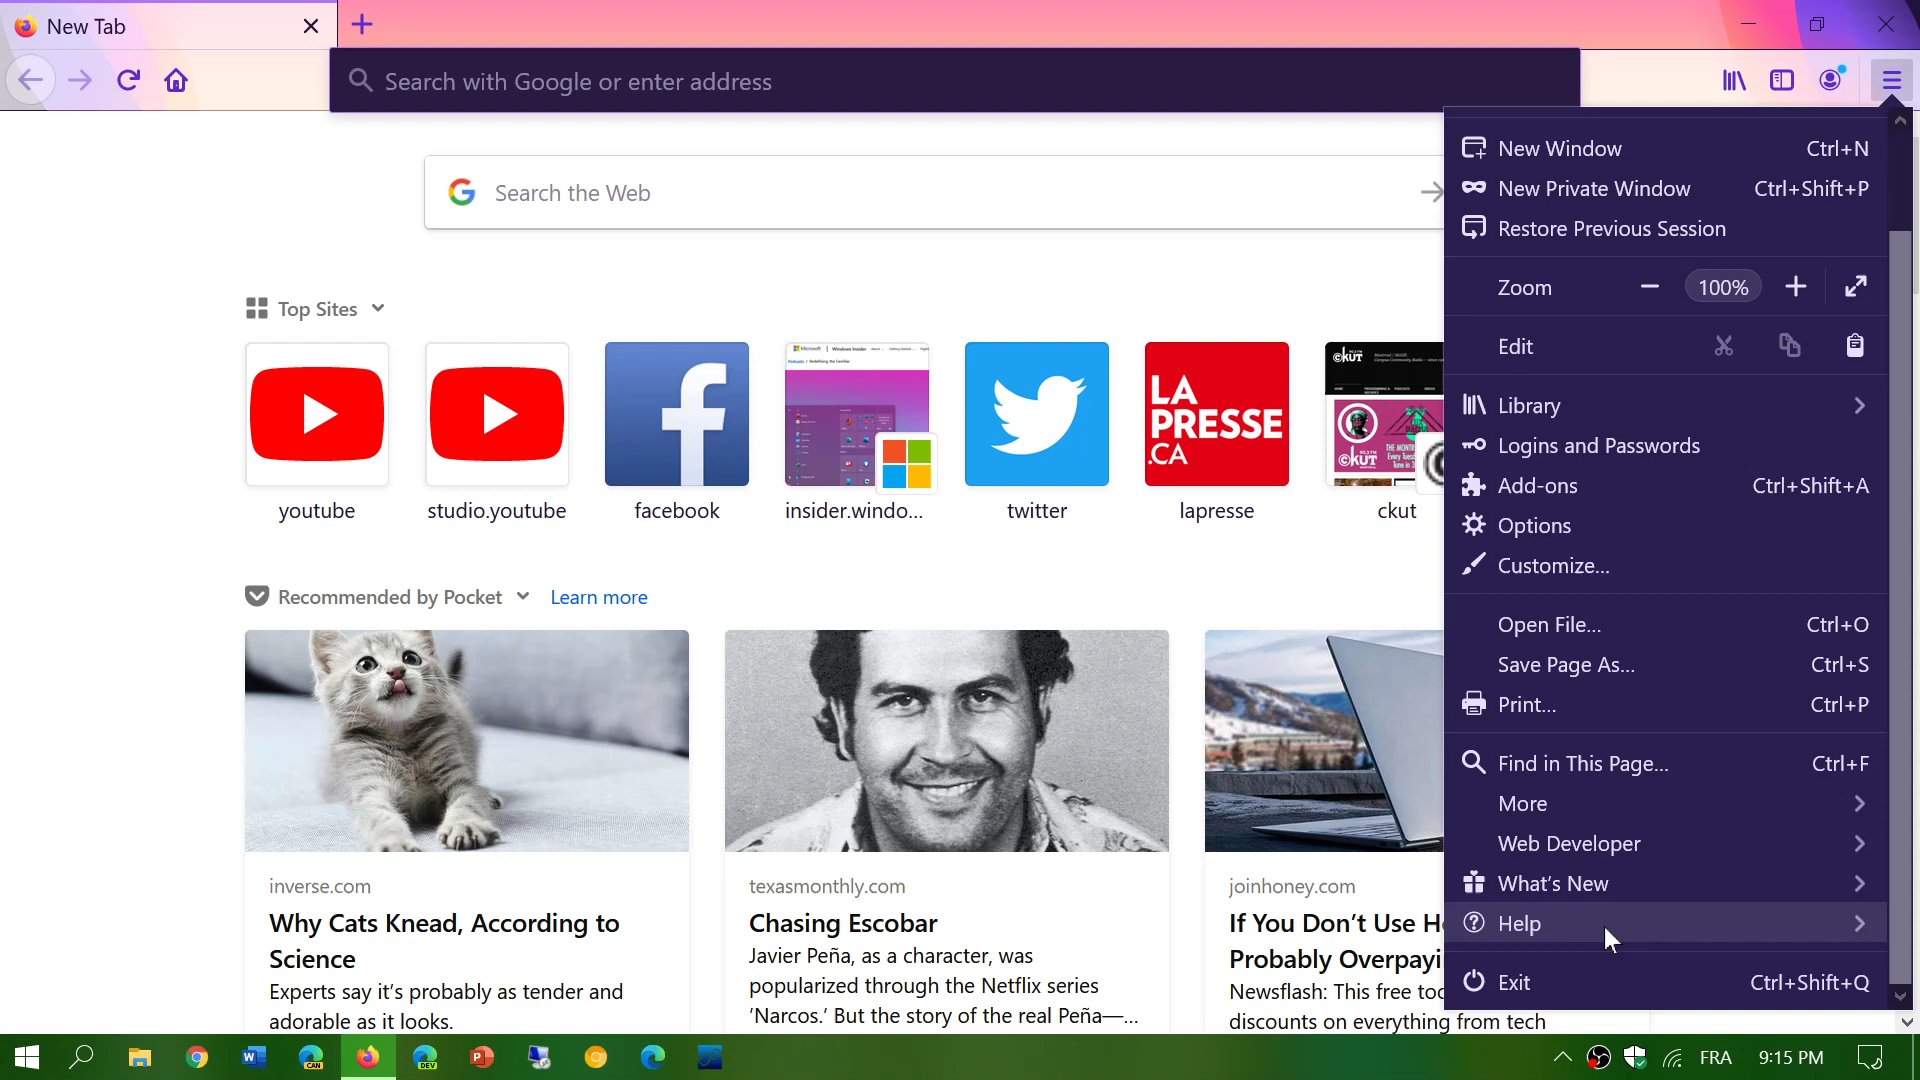 New Tab
Search with Google or enter address
Search the Web
Top Sites
LA
PRESSE
.CA
youtube
studio.youtube
facebook
insider.windo...
twitter
lapresse
ckut
Recommended by Pocket
Learn more
inverse.com
Why Cats Knead, According to
Science
Experts say it's probably as tender and
adorable as it looks.
texasmonthly.com
Chasing Escobar
Javier Peña, as a character, was
popularized through the Netflix series
'Narcos.' But the story of the real Peña—...
joinhoney.com
If You Don't Use H
Probably Overpayi
Newsflash: This free to
discounts on everything from tech
New Window Ctrl+N
New Private Window Ctrl+Shift+P
Restore Previous Session
Zoom 100%
Edit
Library
Logins and Passwords
Add-ons Ctrl+Shift+A
Options
Customize...
Open File... Ctrl+O
Save Page As... Ctrl+S
Print... Ctrl+P
Find in This Page... Ctrl+F
More
Web Developer
What's New
Help
Exit Ctrl+Shift+Q
CAN
DEV
FRA
9:15 PM